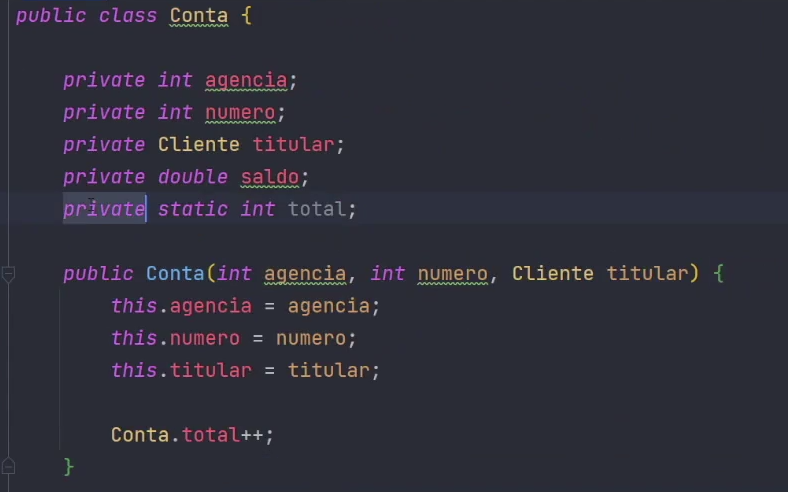 public class Conta {
private int agencia;
private int numero;
private Cliente titular;
private double saldo;
private static int total;
public Conta(int agencia, int numero, Cliente titular) {
this.agencia = agencia;
this.numero = numero;
this.titular = titular;
Conta.total++;
}